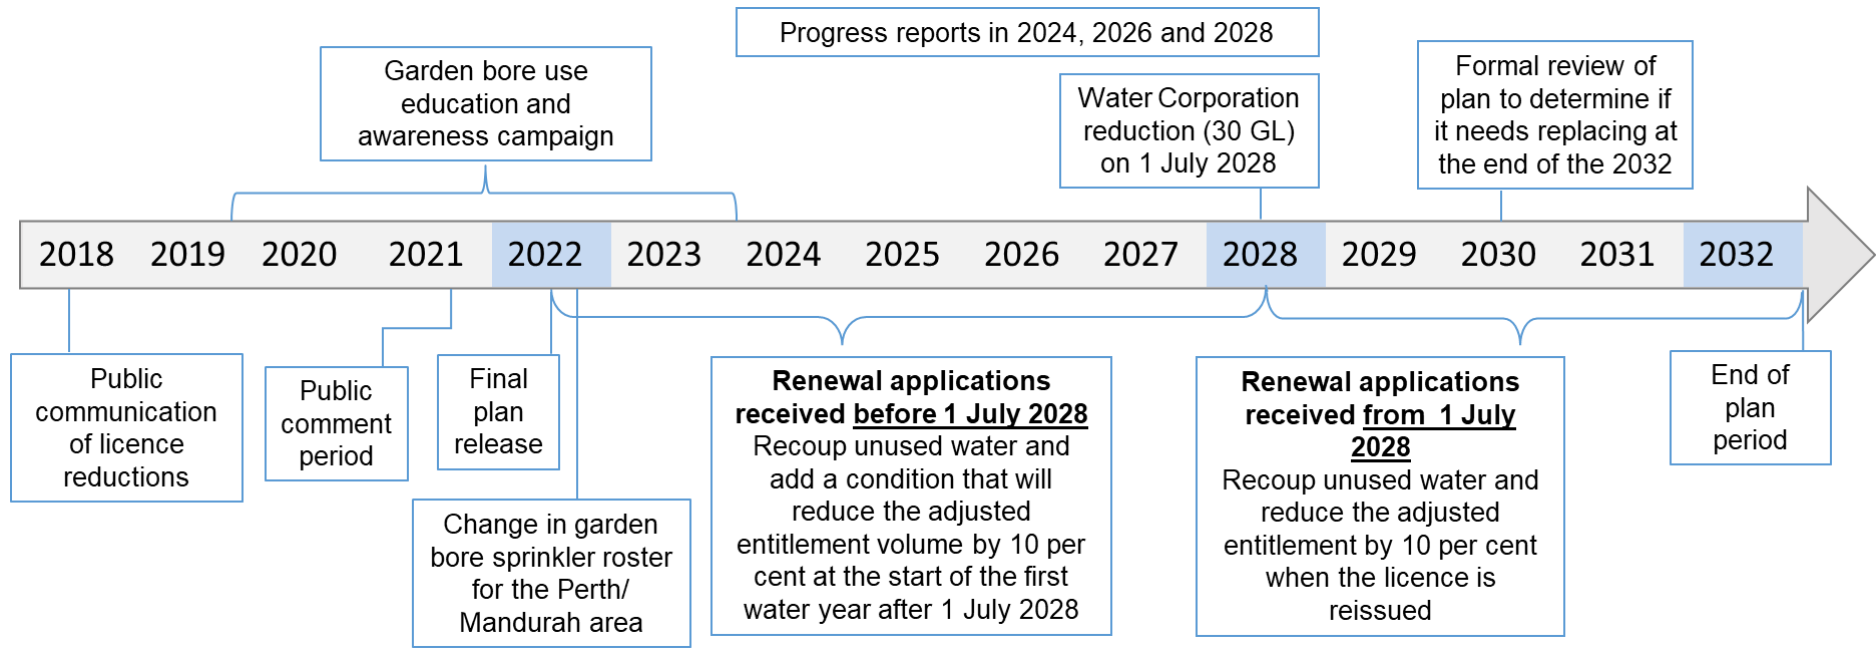 Progress reports in 2024, 2026 and 2028
Garden bore use
education and
awareness campaign
Water Corporation
reduction (30 GL)
on 1 July 2028
Formal review of
plan to determine if
it needs replacing at
the end of the 2032
2018 2019 2020 2021 2022 2023 2024 2025 2026 2027 2028 2029 2030 2031 2032
Public
communication
of licence
reductions
Public
comment
period
Final
plan
release
Change in garden
bore sprinkler roster
for the Perth/
Mandurah area
Renewal applications
received before 1 July 2028
Recoup unused water and
add a condition that will
reduce the adjusted
entitlement volume by 10 per
cent at the start of the first
water year after 1 July 2028
Renewal applications
received from 1 July
2028
Recoup unused water and
reduce the adjusted
entitlement by 10 per cent
when the licence is
reissued
End of
plan
period